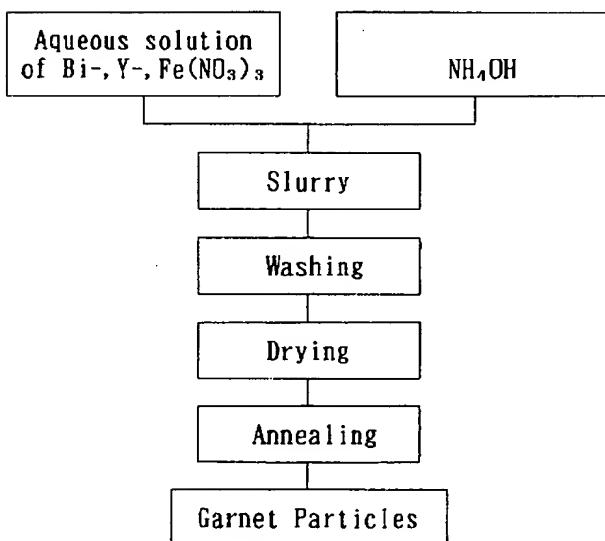 Aqueous solution
of Bi-,Y-,Fe(NO₃)₃
NH₄OH
Slurry
Washing
Drying
Annealing
Garnet Particles